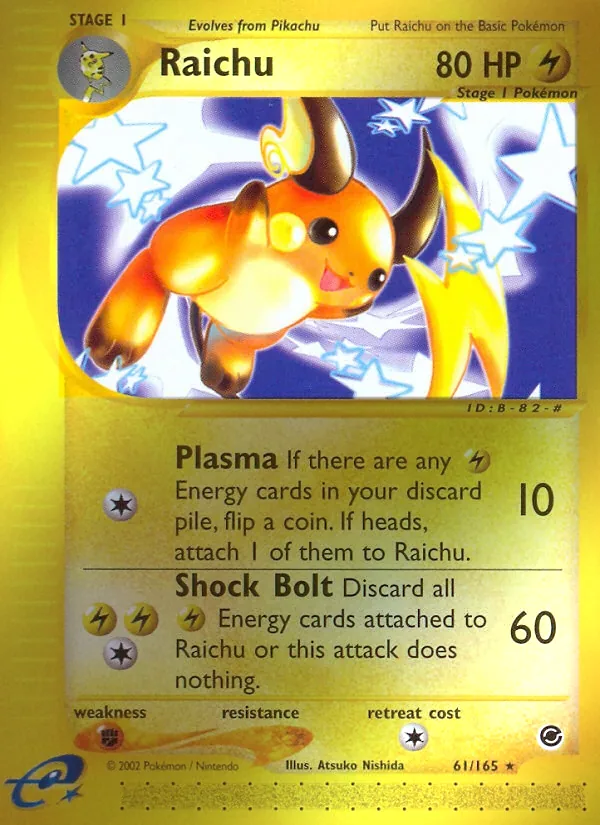 STAGE 1 Evolves from Pikachu Put Raichu on the Basic Pokémon
Raichu 80 HP
Stage 1 Pokémon
ID:B-82-#
Plasma If there are any
Energy cards in your discard
pile, flip a coin. If heads,
attach 1 of them to Raichu.
10
Shock Bolt Discard all
Energy cards attached to
Raichu or this attack does
nothing.
60
weakness resistance retreat cost
© 2002 Pokémon / Nintendo Illus. Atsuko Nishida 61/165 ★
e